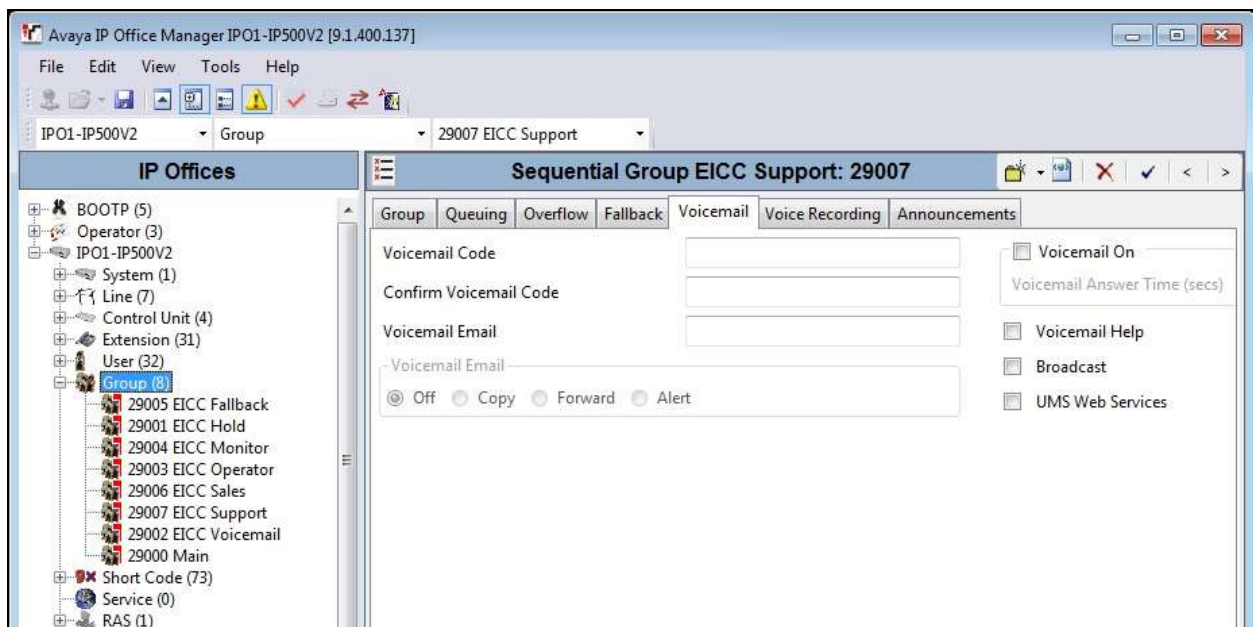 Avaya IP Office Manager IPO1-IP500V2 [9.1.400.137]
File Edit View Tools Help
IPO1-IP500V2 Group 29007 EICC Support
IP Offices
Sequential Group EICC Support: 29007
BOOTP (5)
Operator (3)
IPO1-IP500V2
System (1)
Line (7)
Control Unit (4)
Extension (31)
User (32)
Group (8)
29005 EICC Fallback
29001 EICC Hold
29004 EICC Monitor
29003 EICC Operator
29006 EICC Sales
29007 EICC Support
29002 EICC Voicemail
29000 Main
Short Code (73)
Service (0)
RAS (1)
Group Queuing Overflow Fallback Voicemail Voice Recording Announcements
Voicemail Code
Confirm Voicemail Code
Voicemail Email
Voicemail Email
Off Copy Forward Alert
Voicemail On
Voicemail Answer Time (secs)
Voicemail Help
Broadcast
UMS Web Services